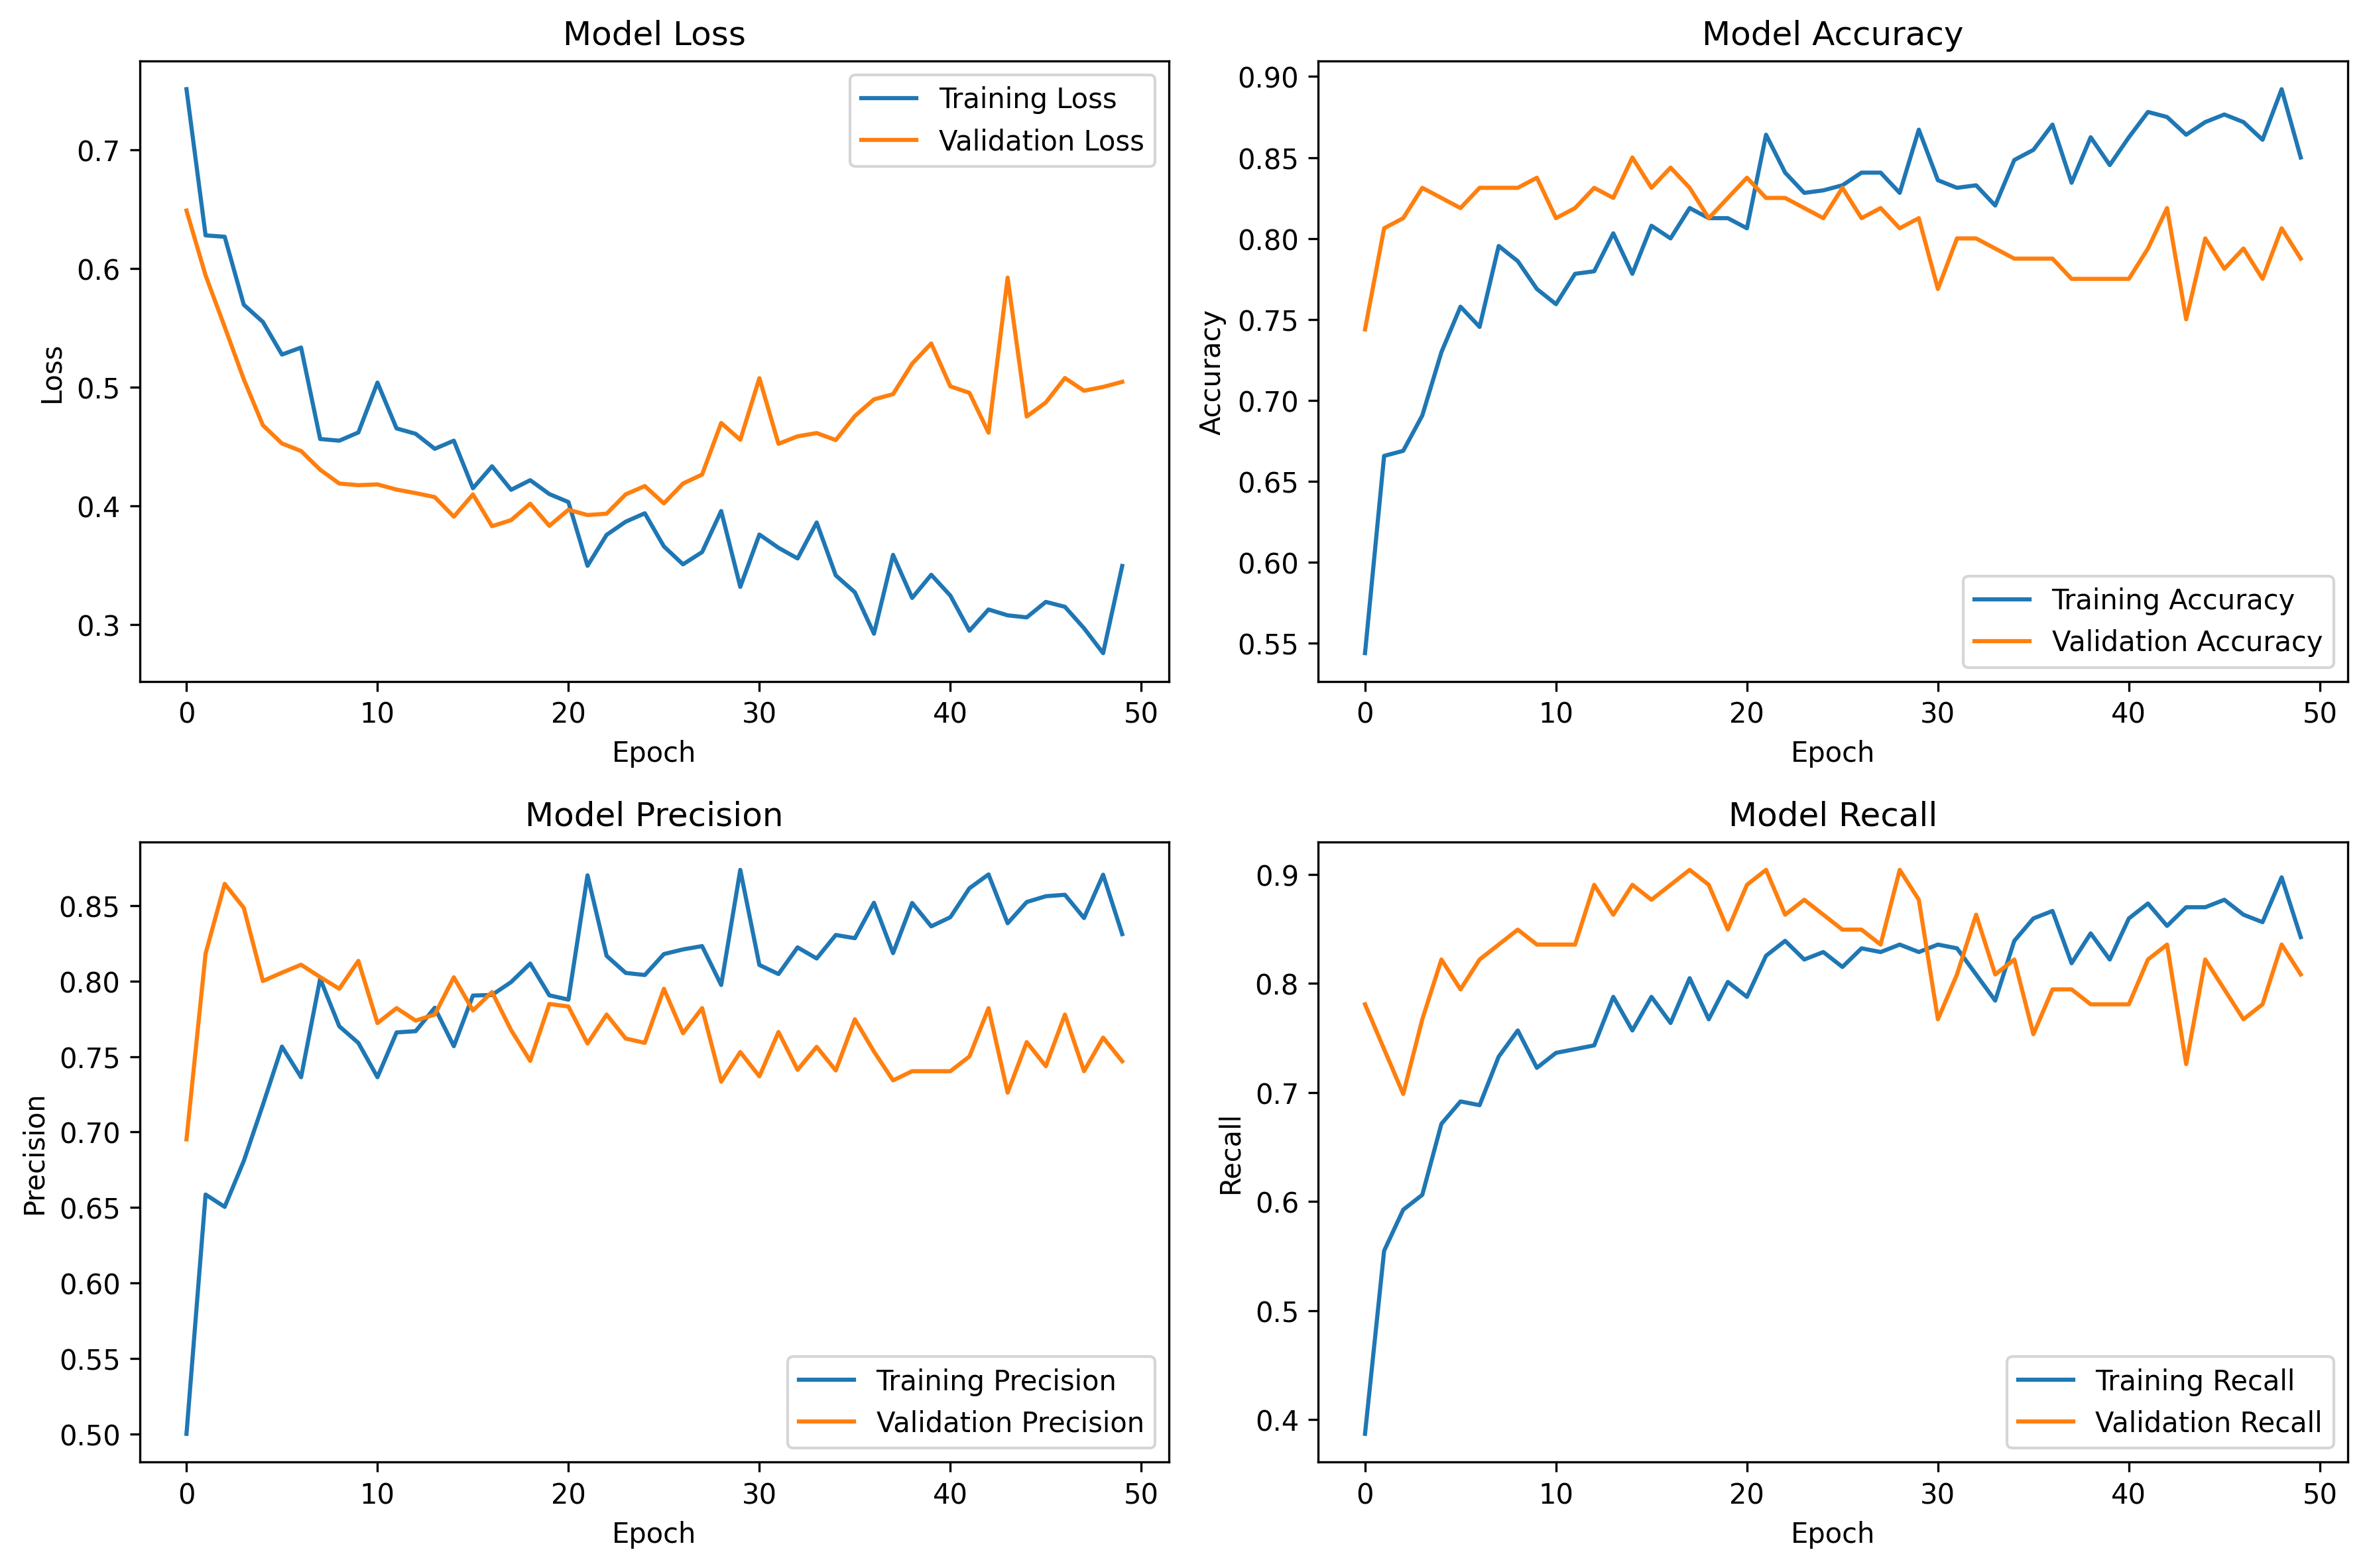 Model Loss
Training Loss
Validation Loss
0.7
0.6
0.5
0.4
0.3
Loss
0 10 20 30 40 50
Epoch
Model Accuracy
0.90
0.85
0.80
0.75
0.70
0.65
0.60
0.55
Accuracy
Training Accuracy
Validation Accuracy
0 10 20 30 40 50
Epoch
Model Precision
0.85
0.80
0.75
0.70
0.65
0.60
0.55
0.50
Precision
Training Precision
Validation Precision
0 10 20 30 40 50
Epoch
Model Recall
0.9
0.8
0.7
0.6
0.5
0.4
Recall
Training Recall
Validation Recall
0 10 20 30 40 50
Epoch